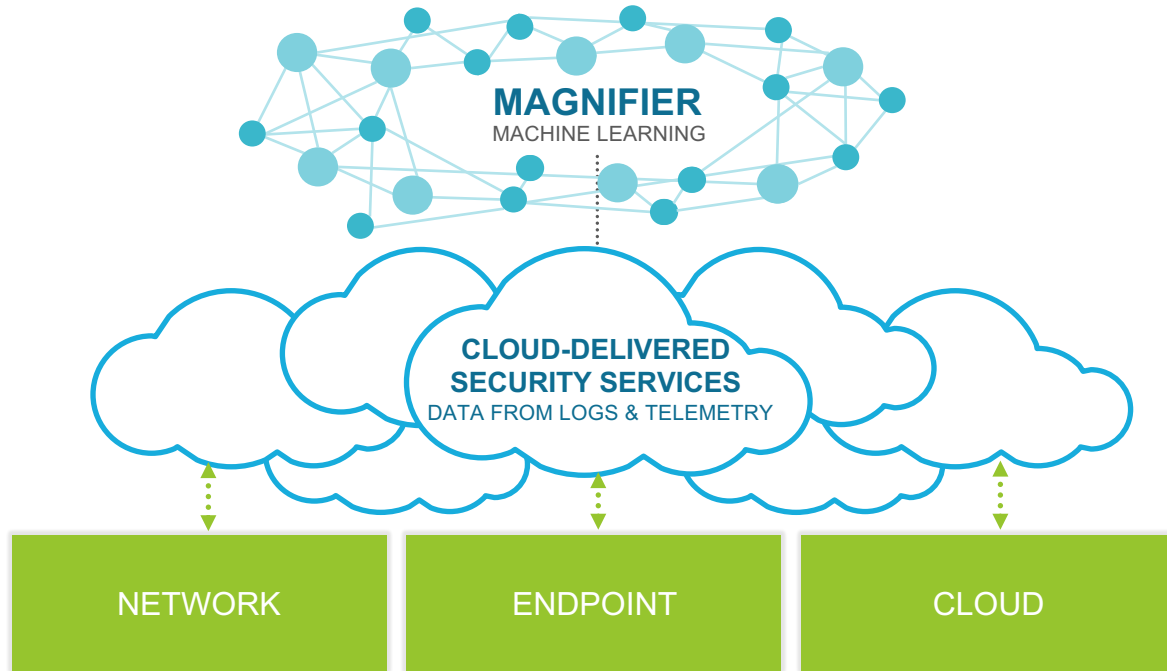 MAGNIFIER
MACHINE LEARNING
CLOUD-DELIVERED
SECURITY SERVICES
DATA FROM LOGS & TELEMETRY
NETWORK
ENDPOINT
CLOUD